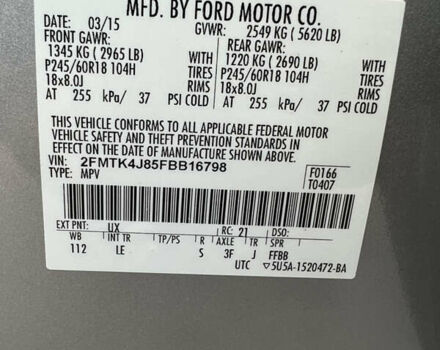 MFD. BY FORD MOTOR CO.
DATE: 03/15 GVWR: 2549 KG ( 5620 LB)
FRONT GAWR: REAR GAWR:
1345 KG ( 2965 LB) 1220 KG ( 2690 LB)
P245/60R18 104H TIRES P245/60R18 104H TIRES
18x8.0J RIMS 18x8.0J RIMS
AT 255 kPa/ 37 PSI COLD AT 255 kPa/ 37 PSI COLD
THIS VEHICLE CONFORMS TO ALL APPLICABLE FEDERAL MOTOR
VEHICLE SAFETY AND THEFT PREVENTION STANDARDS IN
EFFECT ON THE DATE OF MANUFACTURE SHOWN ABOVE.
VIN: 2FMTK4J85FBB16798 F0166
TYPE: MPV T0407
EXT PNT: UX RC: 21 DSO:
WB INT TR TP/PS R AXLE TR SPR
112 LE S 3F J FFBB
UTC 5U5A-1520472-BA